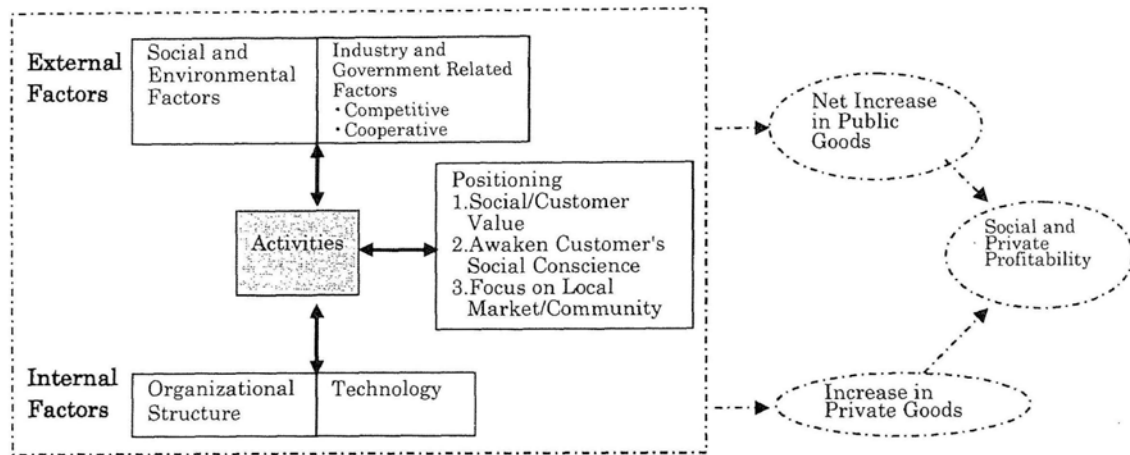 External
Factors
Social and
Environmental
Factors
Industry and
Government Related
Factors
・Competitive
・Cooperative
Activities
Positioning
1.Social/Customer
Value
2.Awaken Customer's
Social Conscience
3.Focus on Local
Market/Community
Internal
Factors
Organizational
Structure
Technology
Net Increase
in Public
Goods
Social and
Private
Profitability
Increase in
Private Goods